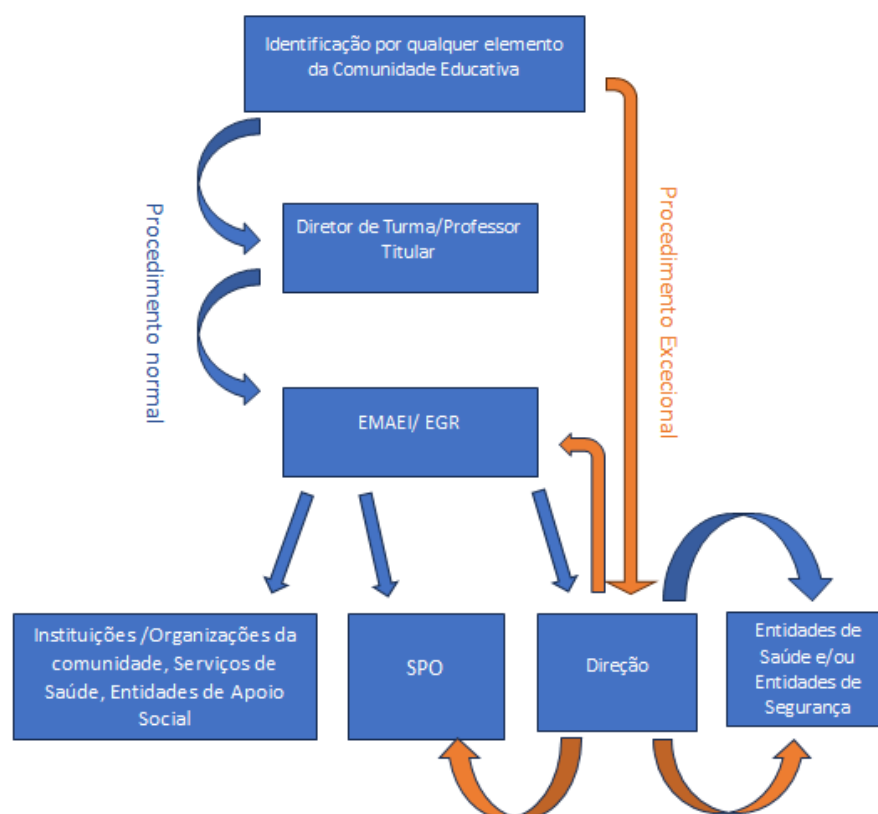 Identificação por qualquer elemento
da Comunidade Educativa
Procedimento normal
Procedimento Excecional
Diretor de Turma/Professor
Titular
EMAEI/ EGR
Instituições /Organizações da
comunidade, Serviços de
Saúde, Entidades de Apoio
Social
SPO
Direção
Entidades de
Saúde e/ou
Entidades de
Segurança